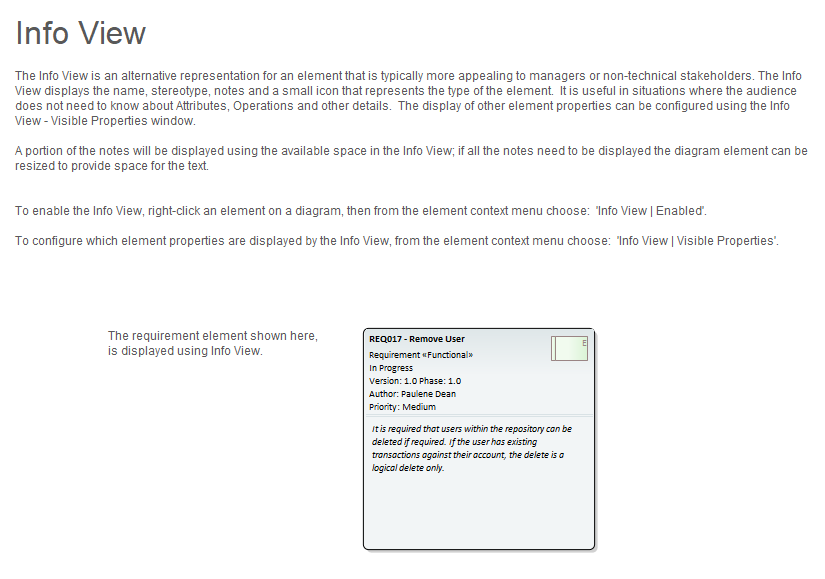 Info View
The Info View is an alternative representation for an element that is typically more appealing to managers or non-technical stakeholders. The Info
View displays the name, stereotype, notes and a small icon that represents the type of the element.  It is useful in situations where the audience
does not need to know about Attributes, Operations and other details.  The display of other element properties can be configured using the Info
View - Visible Properties window.
A portion of the notes will be displayed using the available space in the Info View; if all the notes need to be displayed the diagram element can be
resized to provide space for the text.
To enable the Info View, right-click an element on a diagram, then from the element context menu choose:  'Info View | Enabled'.
To configure which element properties are displayed by the Info View, from the element context menu choose:  'Info View | Visible Properties'.
The requirement element shown here,
is displayed using Info View.
REQ017 - Remove User
E
Requirement «Functional»
In Progress
Version: 1.0 Phase: 1.0
Author: Paulene Dean
Priority: Medium
It is required that users within the repository can be
deleted if required. If the user has existing
transactions against their account, the delete is a
logical delete only.